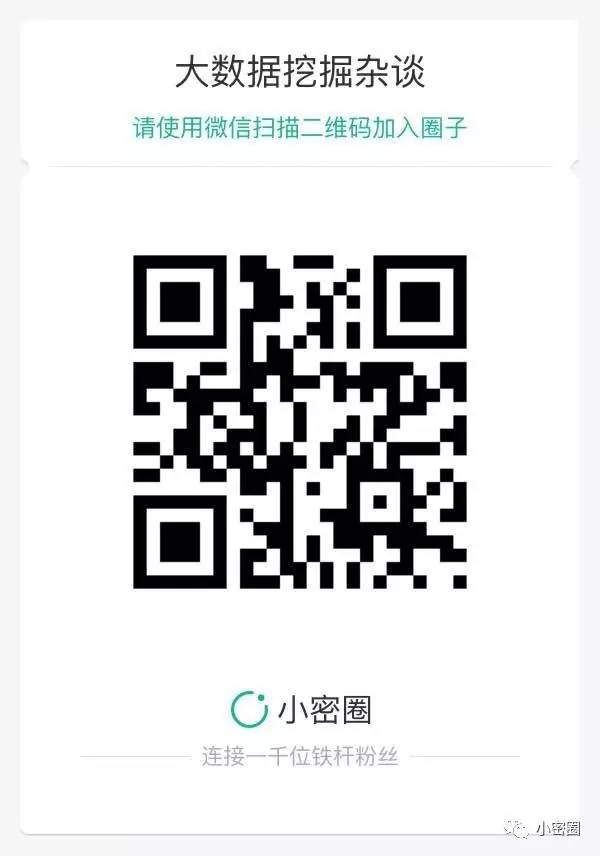 大数据挖掘杂谈
请使用微信扫描二维码加入圈子
小密圈
连接一千位铁杆粉丝
小密圈